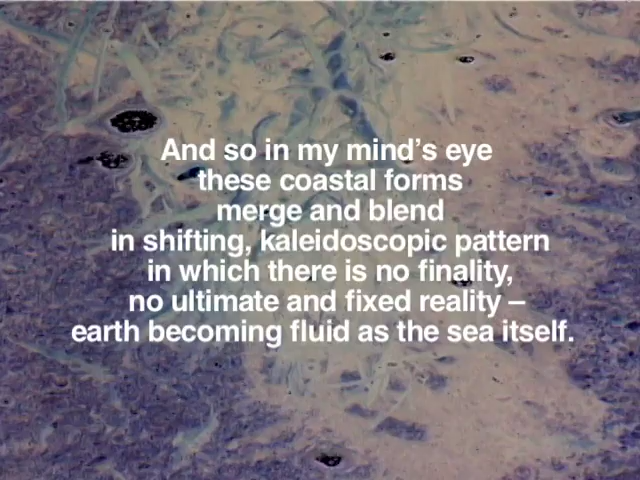 And so in my mind's eye
these coastal forms
merge and blend
in shifting, kaleidoscopic pattern
in which there is no finality,
no ultimate and fixed reality –
earth becoming fluid as the sea itself.